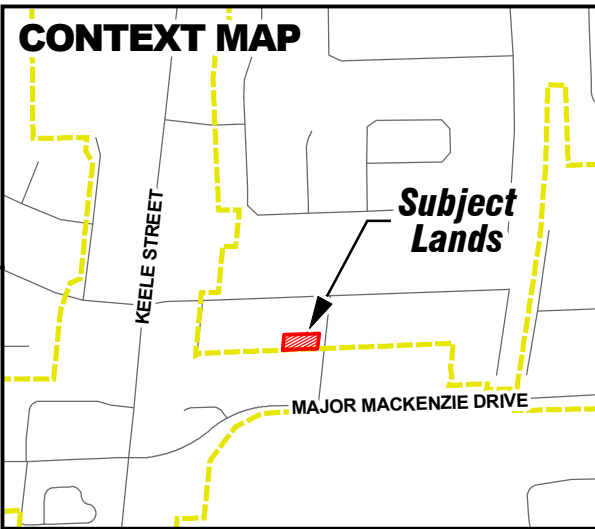 CONTEXT MAP
Subject
Lands
KEELE STREET
MAJOR MACKENZIE DRIVE